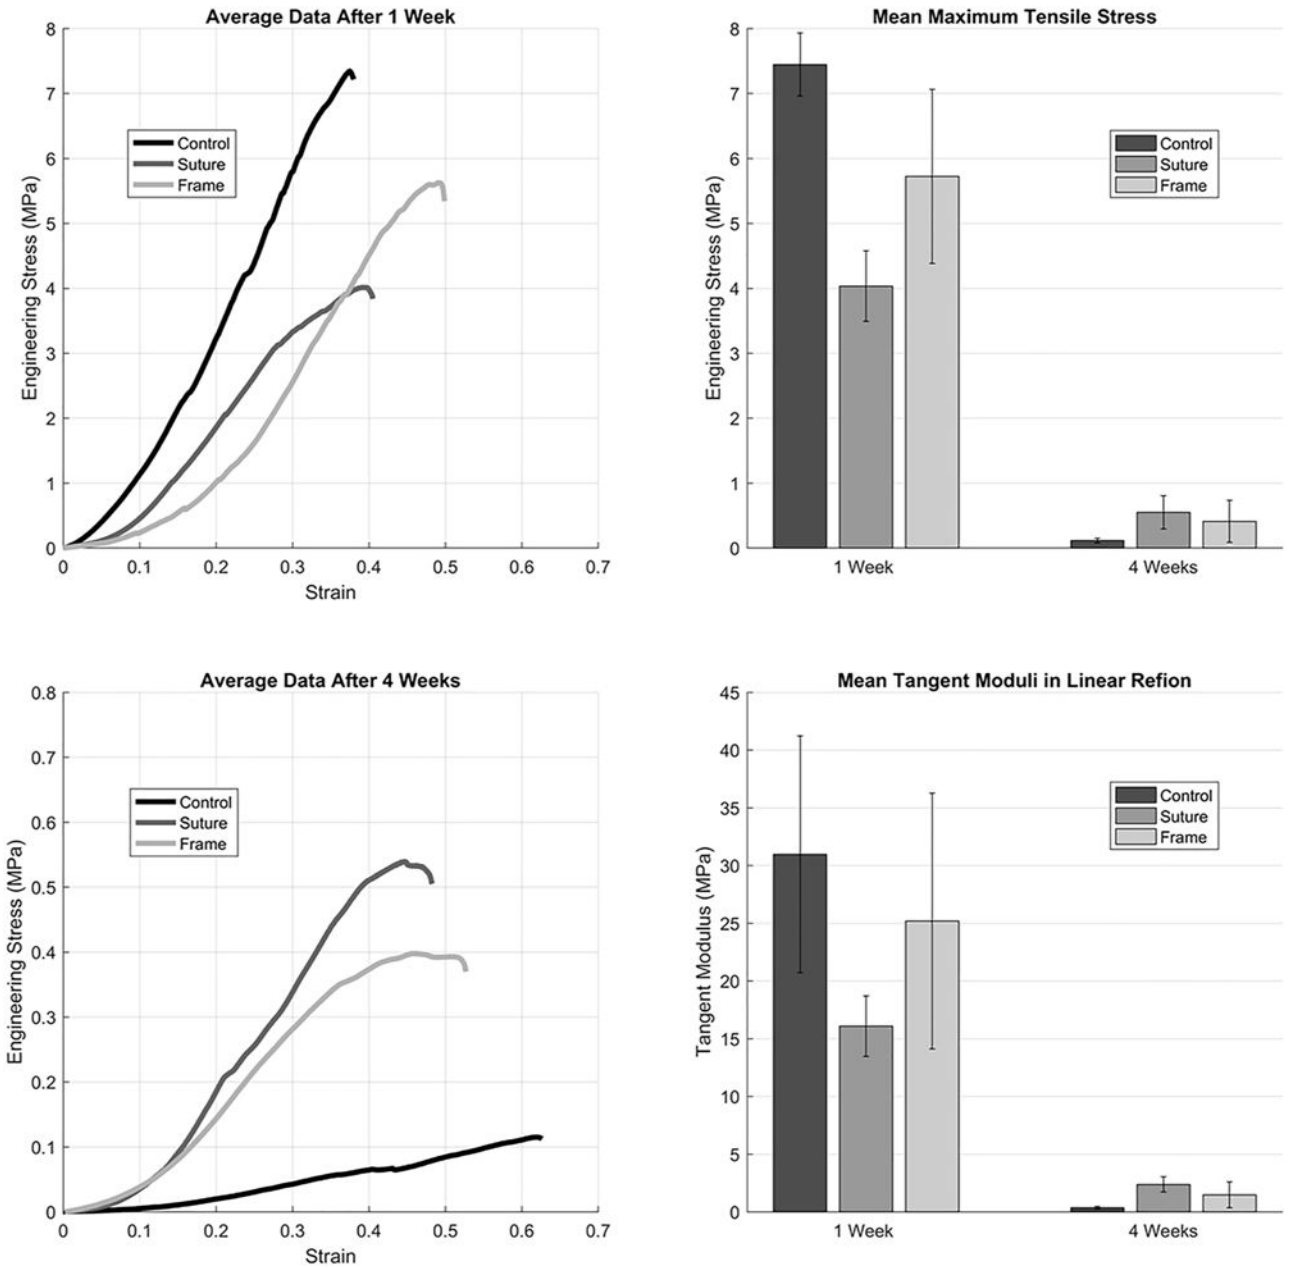 Average Data After 1 Week
8
7
6
5
4
3
2
1
0
Engineering Stress (MPa)
Control
Suture
Frame
0 0.1 0.2 0.3 0.4 0.5 0.6 0.7
Strain
Mean Maximum Tensile Stress
8
7
6
5
4
3
2
1
0
Engineering Stress (MPa)
Control
Suture
Frame
1 Week 4 Weeks
Average Data After 4 Weeks
0.8
0.7
0.6
0.5
0.4
0.3
0.2
0.1
0
Engineering Stress (MPa)
Control
Suture
Frame
0 0.1 0.2 0.3 0.4 0.5 0.6 0.7
Strain
Mean Tangent Moduli in Linear Refion
45
40
35
30
25
20
15
10
5
0
Tangent Modulus (MPa)
Control
Suture
Frame
1 Week 4 Weeks